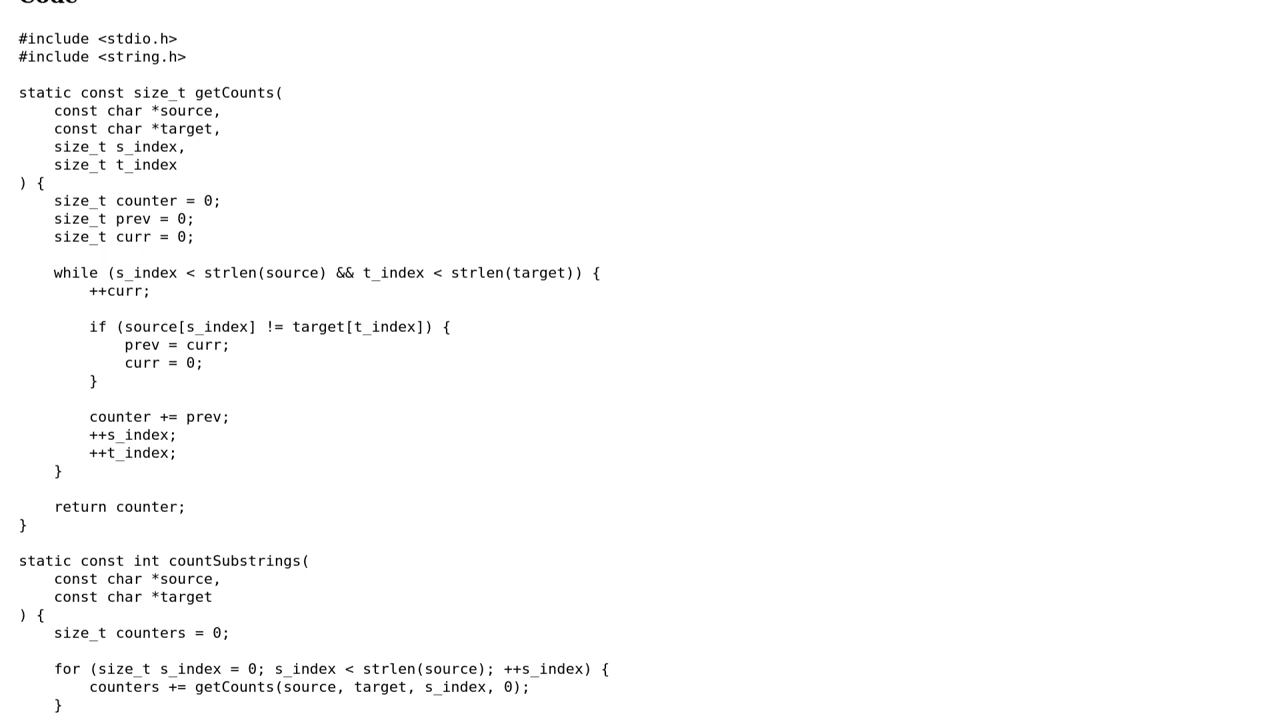 Code
#include <stdio.h>
#include <string.h>

static const size_t getCounts(
    const char *source,
    const char *target,
    size_t s_index,
    size_t t_index
) {
    size_t counter = 0;
    size_t prev = 0;
    size_t curr = 0;

    while (s_index < strlen(source) && t_index < strlen(target)) {
        ++curr;

        if (source[s_index] != target[t_index]) {
            prev = curr;
            curr = 0;
        }

        counter += prev;
        ++s_index;
        ++t_index;
    }

    return counter;
}

static const int countSubstrings(
    const char *source,
    const char *target
) {
    size_t counters = 0;

    for (size_t s_index = 0; s_index < strlen(source); ++s_index) {
        counters += getCounts(source, target, s_index, 0);
    }